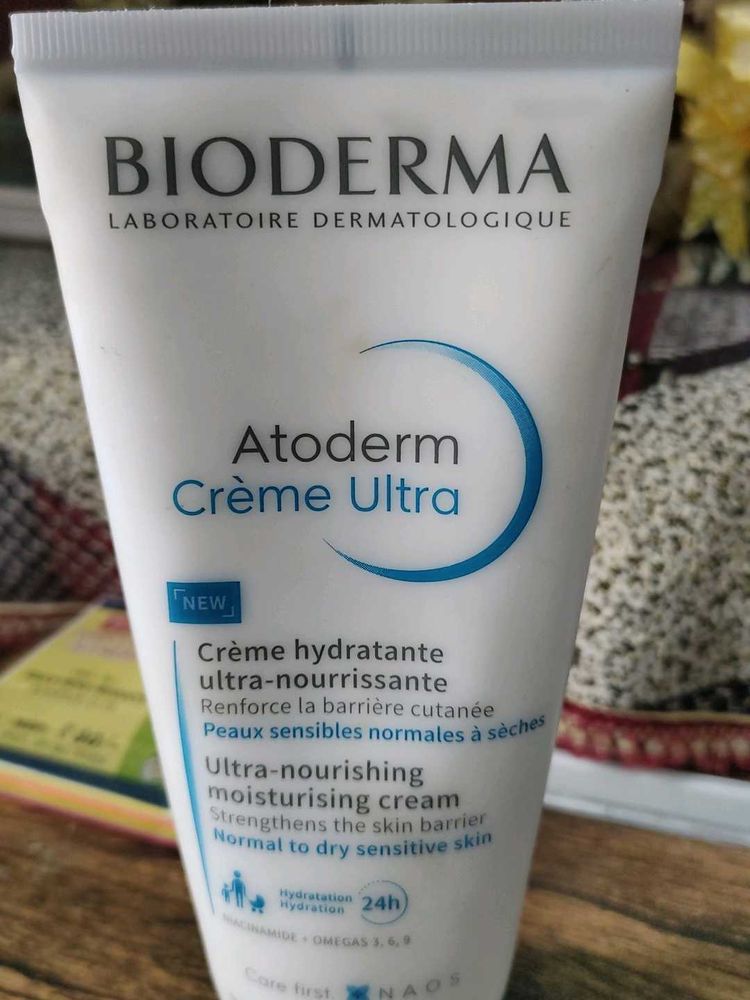 BIODERMA
LABORATOIRE DERMATOLOGIQUE
Atoderm
Crème Ultra
NEW
Crème hydratante
ultra-nourrissante
Renforce la barrière cutanée
Peaux sensibles normales à sèches
Ultra-nourishing
moisturising cream
Strengthens the skin barrier
Normal to dry sensitive skin
Hydratation
Hydration
24h
NIACINAMIDE + OMEGAS 3, 6, 9
Care first.
NAOS